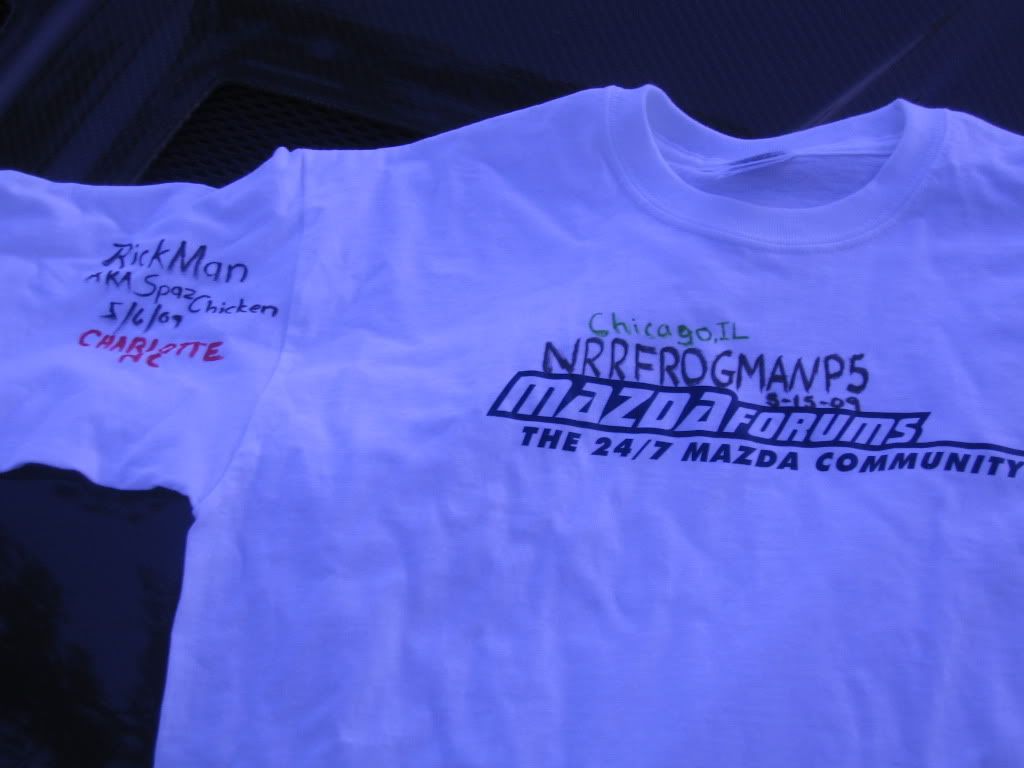 RickMan
AKA Spaz Chicken
5/6/09
CHARLOTTE
NC
Chicago, IL
NRRFROGMANP5
5-15-09
mazdaforums
THE 24/7 MAZDA COMMUNITY